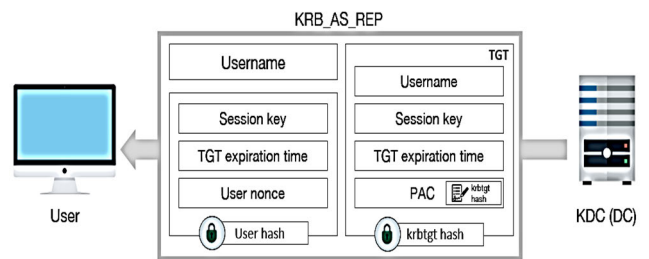 KRB_AS_REP
Username
Session key
TGT expiration time
User nonce
User hash
TGT
Username
Session key
TGT expiration time
PAC
krbtgt
hash
krbtgt hash
User
KDC (DC)